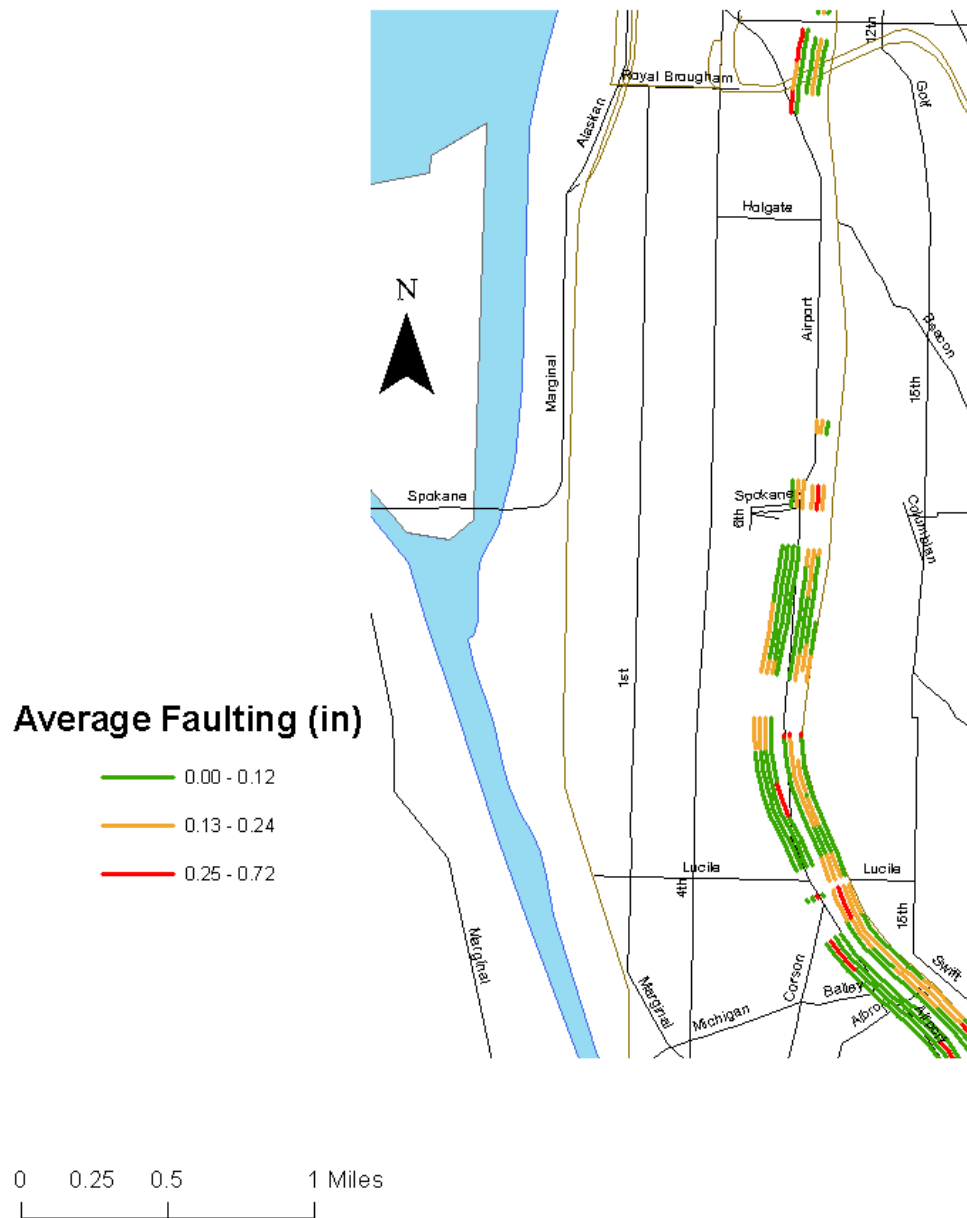 12th
Royal Brougham
Golf
Alaskan
Holgate
N
Airport
Beacon
Marginal
15th
Spokane
Spokane
6th
Columbian
1st
Average Faulting (in)
0.00 - 0.12
0.13 - 0.24
0.25 - 0.72
Lucile
Lucile
4th
15th
Marginal
Swift
Corson
Bailey
Marginal
Michigan
Albro
Airport
0 0.25 0.5 1 Miles